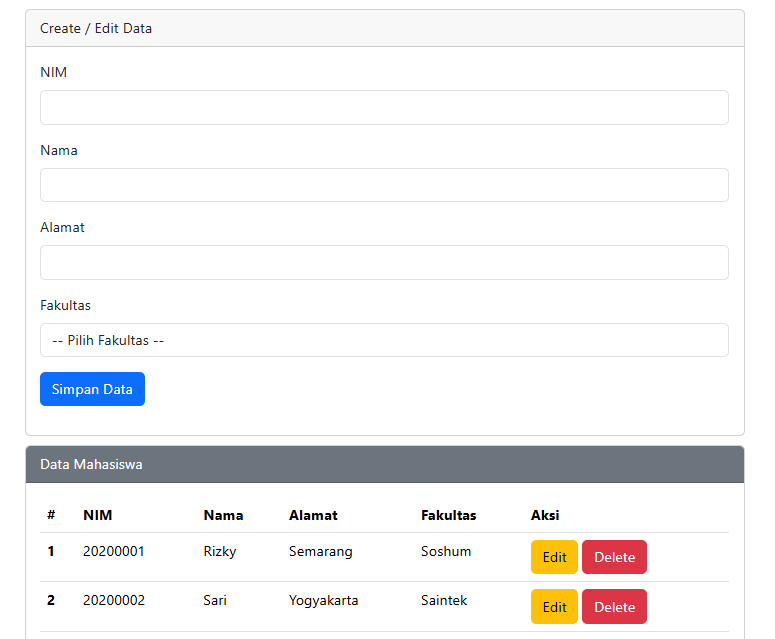 Create / Edit Data
NIM
Nama
Alamat
Fakultas
-- Pilih Fakultas --
Simpan Data
Data Mahasiswa
# NIM Nama Alamat Fakultas Aksi
1 20200001 Rizky Semarang Soshum Edit Delete
2 20200002 Sari Yogyakarta Saintek Edit Delete